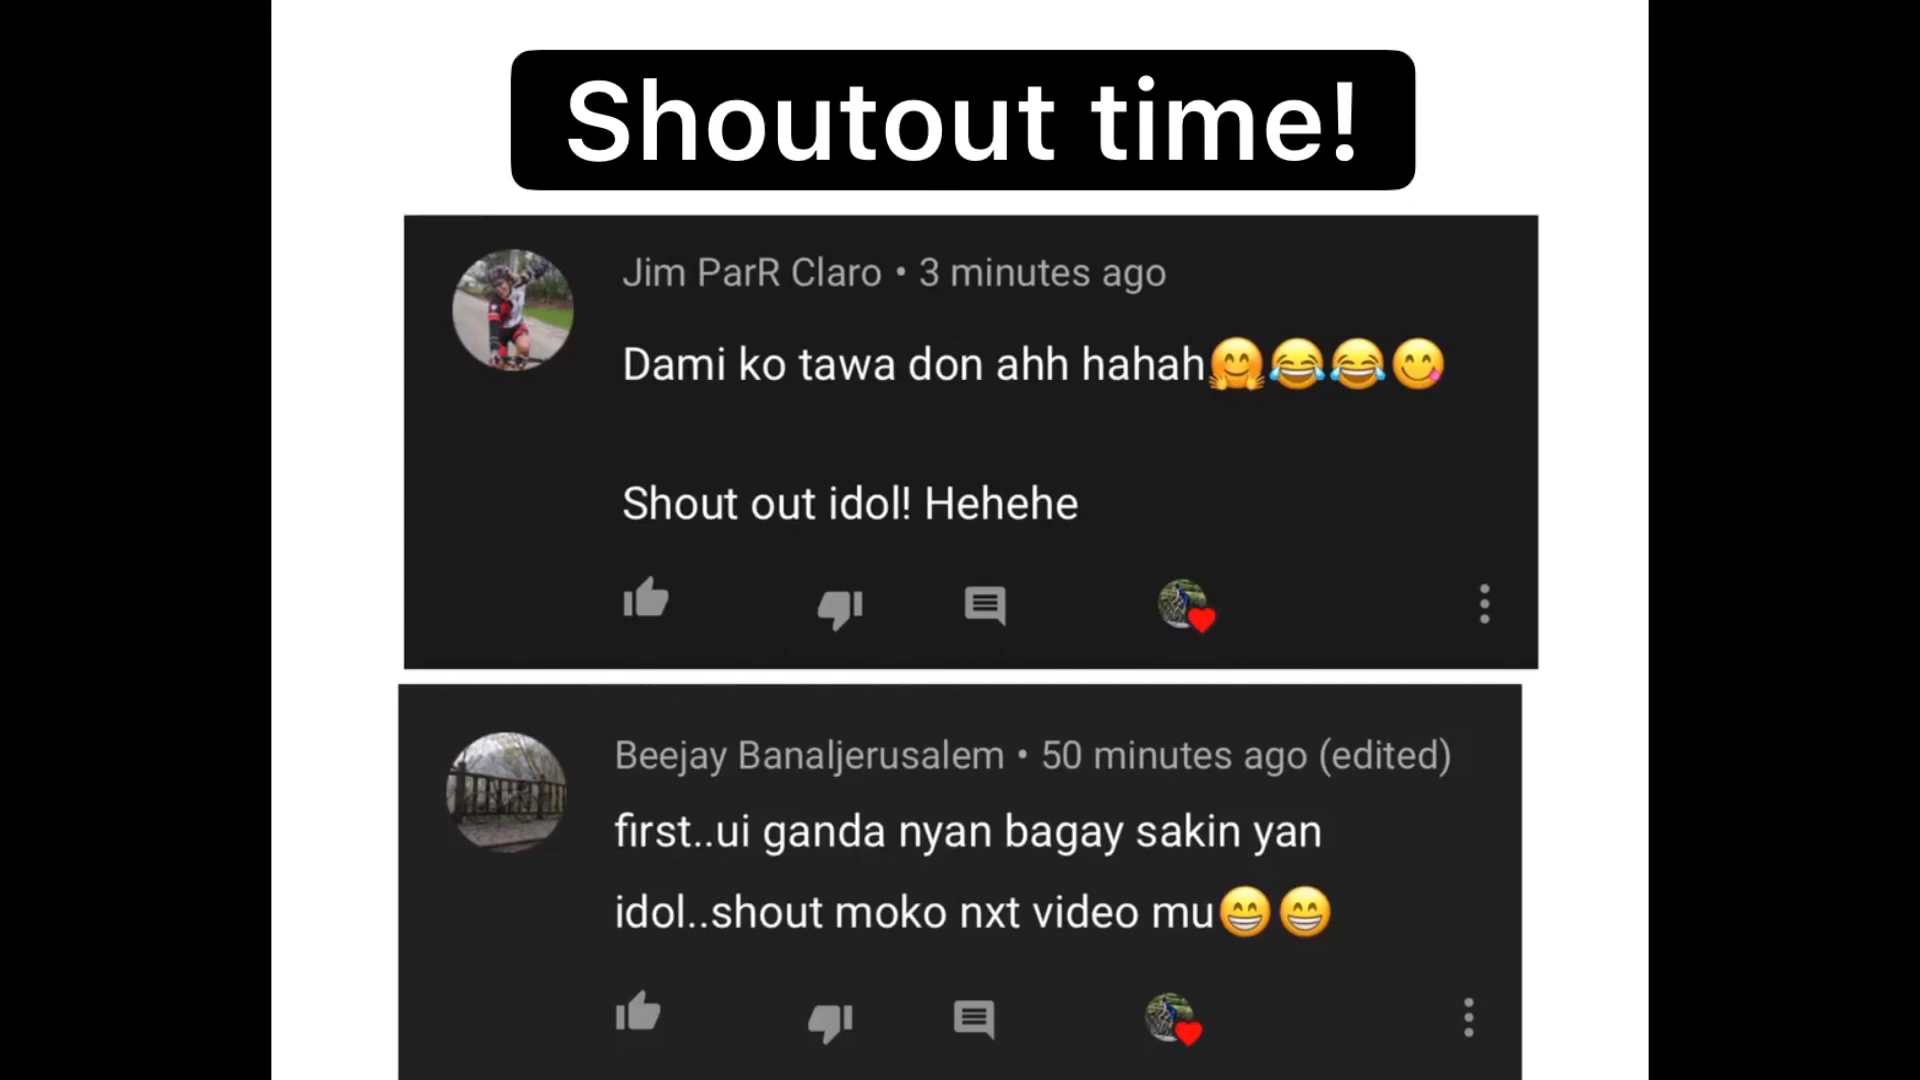 Shoutout time!
Jim ParR Claro • 3 minutes ago
Dami ko tawa don ahh hahah🤗😂😂😋
Shout out idol! Hehehe
Beejay Banaljerusalem • 50 minutes ago (edited)
first..ui ganda nyan bagay sakin yan
idol..shout moko nxt video mu😁😁